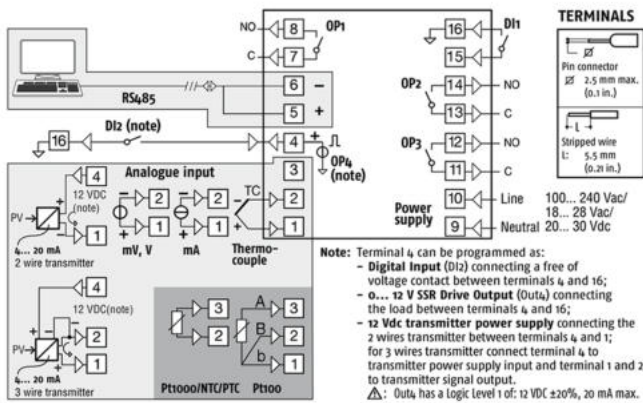 TERMINALS
NO 8 OP1
C 7
16 DI1
15
Pin connector
Ø 2.5 mm max.
(0.1 in.)
6 –
RS485
5 +
OP2 14 NO
13 C
L
Stripped wire
L: 5.5 mm
(0.21 in.)
16 DI2 (note) 4 +
OP4
(note)
OP3 12 NO
11 C
Analogue input
3
4
12 VDC
(note)
PV
– 2 – 2 TC 2
+ 1 + 1 1
1
mV, V mA Thermo-
couple
4... 20 mA
2 wire transmitter
Power
supply
10 Line
9 Neutral
100... 240 Vac/
18... 28 Vac/
20... 30 Vdc
4
12 VDC(note)
PV
2
1
4... 20 mA
3 wire transmitter
3 A 3
2 B 2
b 1
Pt1000/NTC/PTC Pt100
Note: Terminal 4 can be programmed as:
– Digital Input (DI2) connecting a free of
voltage contact between terminals 4 and 16;
– 0... 12 V SSR Drive Output (Out4) connecting
the load between terminals 4 and 16;
– 12 Vdc transmitter power supply connecting the
2 wires transmitter between terminals 4 and 1;
for 3 wires transmitter connect terminal 4 to
transmitter power supply input and terminal 1 and 2
to transmitter signal output.
⚠: Out4 has a Logic Level 1 of: 12 VDC ±20%, 20 mA max.